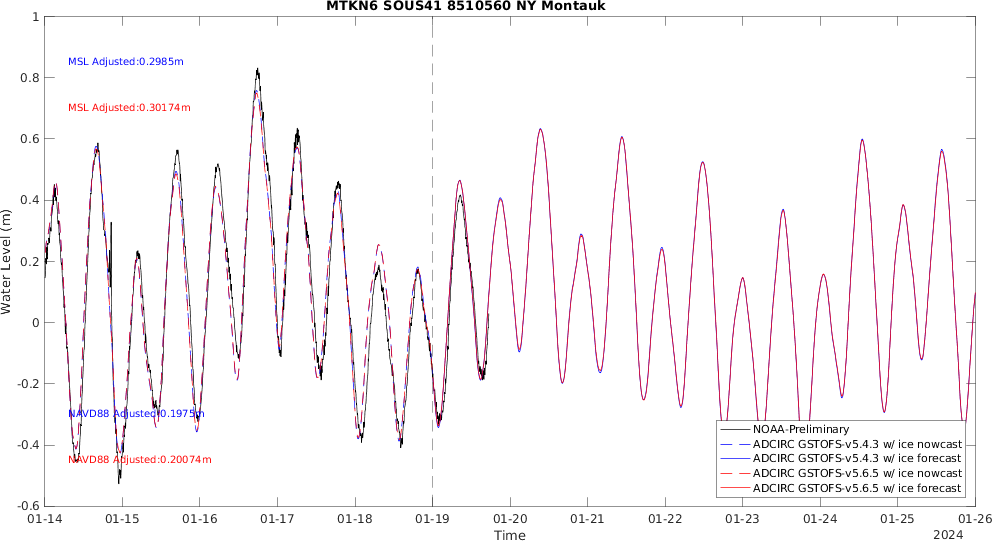 MTKN6 SOUS41 8510560 NY Montauk
1
0.8
0.6
0.4
0.2
0
-0.2
-0.4
-0.6
Water Level (m)
MSL Adjusted:0.2985m
MSL Adjusted:0.30174m
NAVD88 Adjusted:0.1975m
NAVD88 Adjusted:0.20074m
NOAA-Preliminary
ADCIRC GSTOFS-v5.4.3 w/ ice nowcast
ADCIRC GSTOFS-v5.4.3 w/ ice forecast
ADCIRC GSTOFS-v5.6.5 w/ ice nowcast
ADCIRC GSTOFS-v5.6.5 w/ ice forecast
01-14 01-15 01-16 01-17 01-18 01-19 01-20 01-21 01-22 01-23 01-24 01-25 01-26
Time
2024